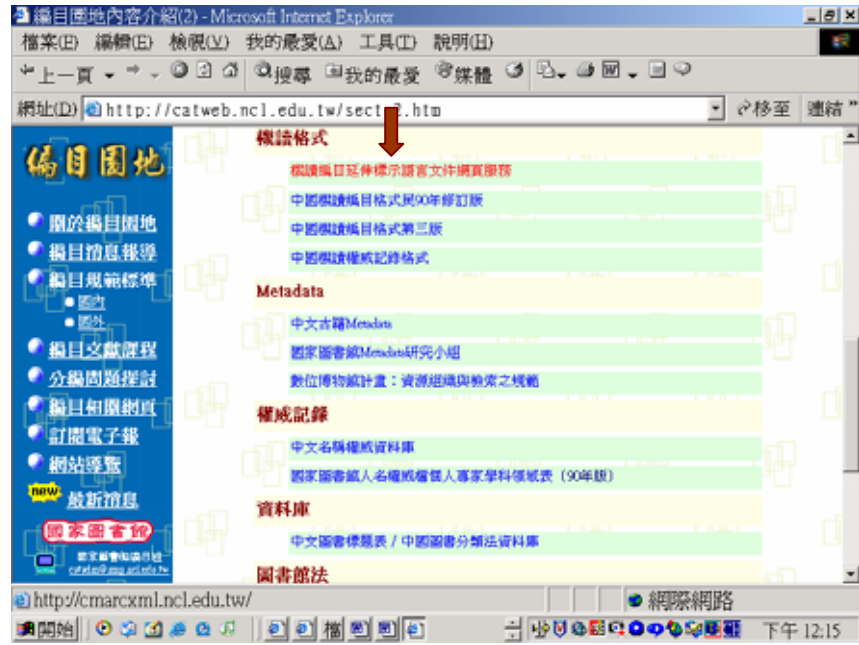 編目園地內容介紹(2) - Microsoft Internet Explorer
檔案(F) 編輯(E) 檢視(V) 我的最愛(A) 工具(T) 說明(H)
上一頁 搜尋 我的最愛 媒體
網址(D) http://catweb.ncl.edu.tw/sect 2.htm 移至 連結 »
編目園地
關於編目園地
編目消息報導
編目規範標準
國內
國外
編目文獻課程
分編問題探討
編目相關網頁
訂閱電子報
網站導覽
new 最新消息
國家圖書館
機讀格式
機讀編目延伸標示語言文件網頁服務
中國機讀編目格式民90年修訂版
中國機讀編目格式第三版
中國機讀權威記錄格式
Metadata
中文古籍Metadata
國家圖書館Metadata研究小組
數位博物館計畫：資源組織與檢索之規範
權威記錄
中文名稱權威資料庫
國家圖書館人名權威檔個人專家學科領域表（90年版）
資料庫
中文圖書標題表 / 中國圖書分類法資料庫
圖書館法
http://cmarcxml.ncl.edu.tw/ 網際網路
開始 檔 下午 12:15